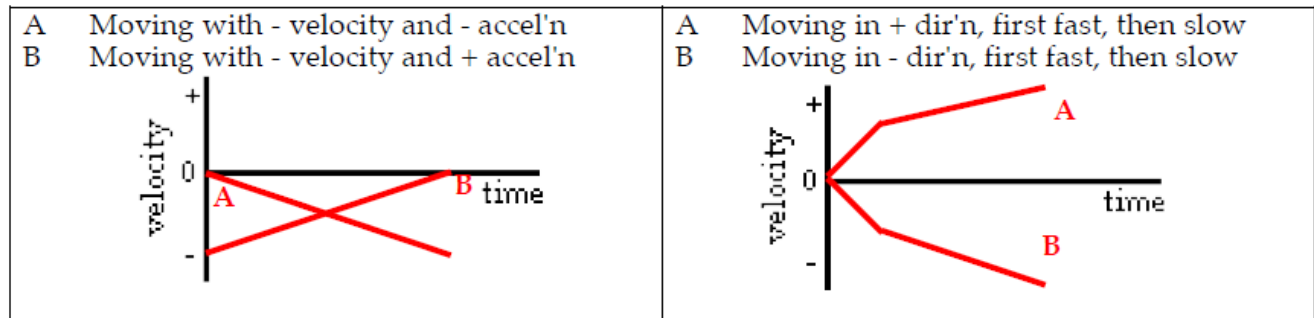 A Moving with - velocity and - accel'n
B Moving with - velocity and + accel'n
+
velocity
0
A
B
time
-
A Moving in + dir'n, first fast, then slow
B Moving in - dir'n, first fast, then slow
+
A
velocity
0
time
B
-